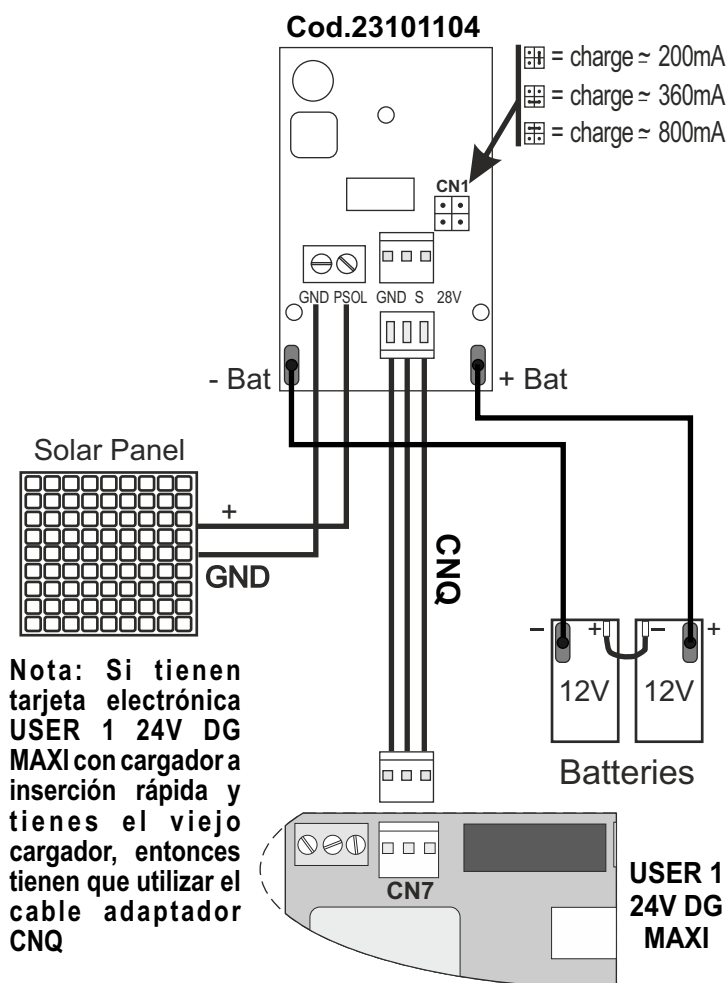 Cod.23101104
= charge ≃ 200mA
= charge ≃ 360mA
= charge ≃ 800mA
CN1
GND PSOL GND S 28V
- Bat
+ Bat
Solar Panel
+
GND
CNQ
− + − +
12V 12V
Batteries
Nota: Si tienen
tarjeta electrónica
USER 1 24V DG
MAXI con cargador a
inserción rápida y
tienes el viejo
cargador, entonces
tienen que utilizar el
cable adaptador
CNQ
CN7
USER 1
24V DG
MAXI